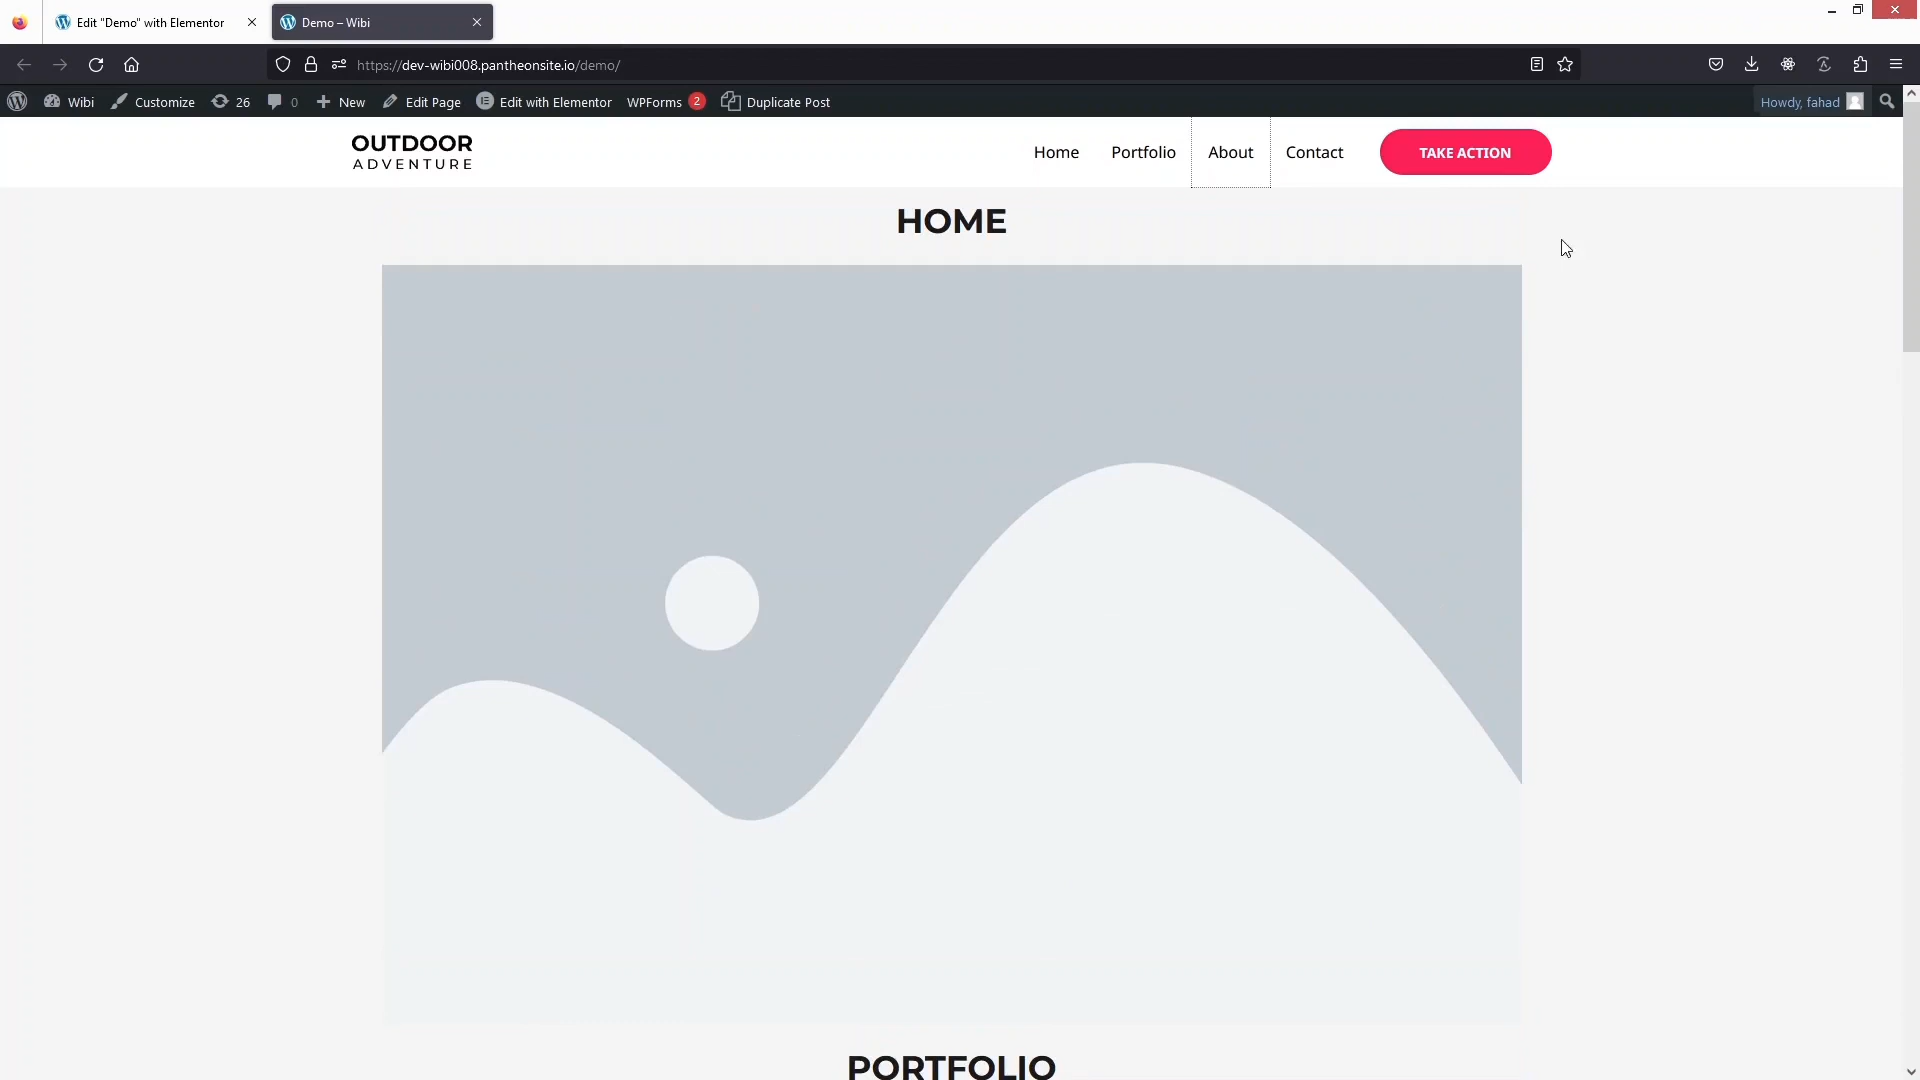 Edit "Demo" with Elementor
Demo – Wibi
https://dev-wibi008.pantheonsite.io/demo/
Wibi Customize 26 0 New Edit Page Edit with Elementor WPForms 2 Duplicate Post Howdy, fahad
OUTDOOR
ADVENTURE
Home Portfolio About Contact TAKE ACTION
HOME
PORTFOLIO